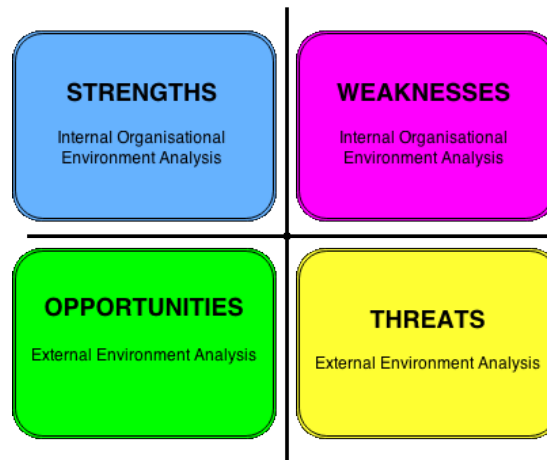 STRENGTHS
Internal Organisational
Environment Analysis
WEAKNESSES
Internal Organisational
Environment Analysis
OPPORTUNITIES
External Environment Analysis
THREATS
External Environment Analysis